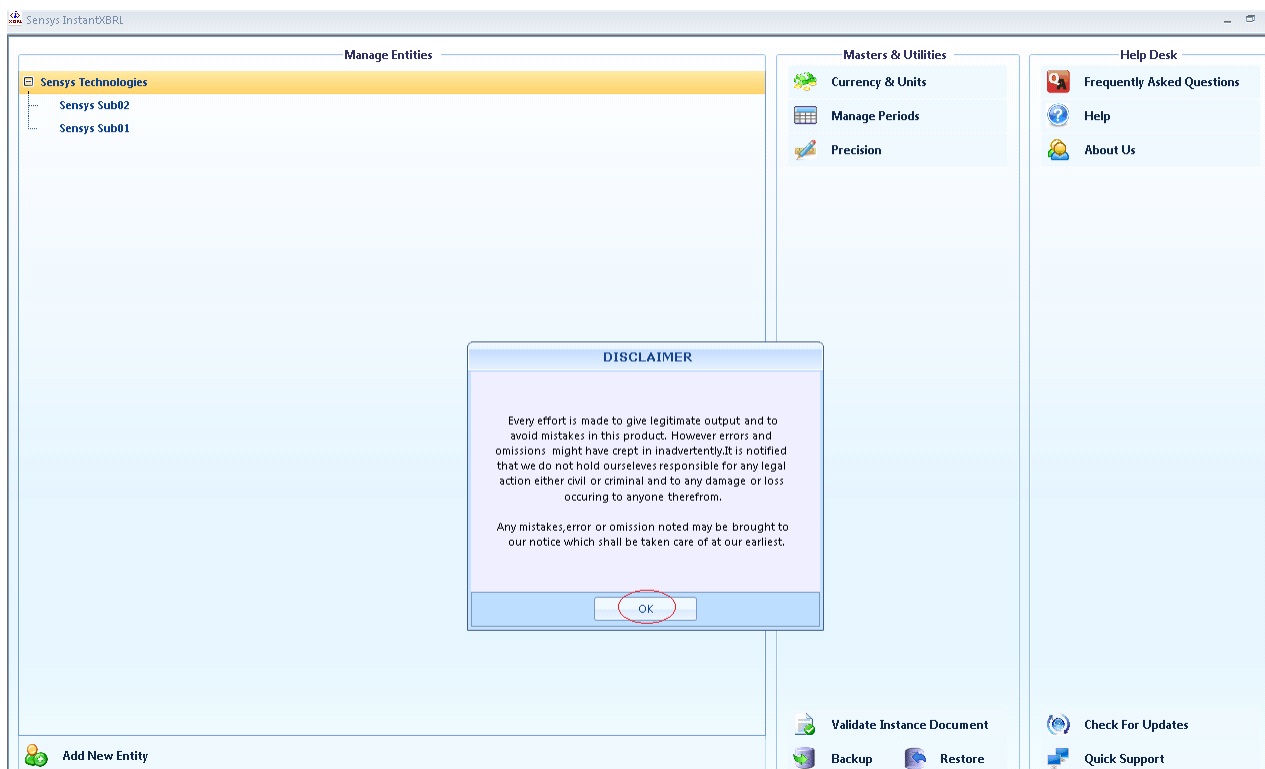 XBRL Sensys InstantXBRL
Manage Entities
Sensys Technologies
Sensys Sub02
Sensys Sub01
Add New Entity
Masters & Utilities
Currency & Units
Manage Periods
Precision
Validate Instance Document
Backup Restore
Help Desk
Q A Frequently Asked Questions
? Help
About Us
Check For Updates
Quick Support
DISCLAIMER
Every effort is made to give legitimate output and to
avoid mistakes in this product. However errors and
omissions might have crept in inadvertently.It is notified
that we do not hold ourseleves responsible for any legal
action either civil or criminal and to any damage or loss
occuring to anyone therefrom.
Any mistakes,error or omission noted may be brought to
our notice which shall be taken care of at our earliest.
OK